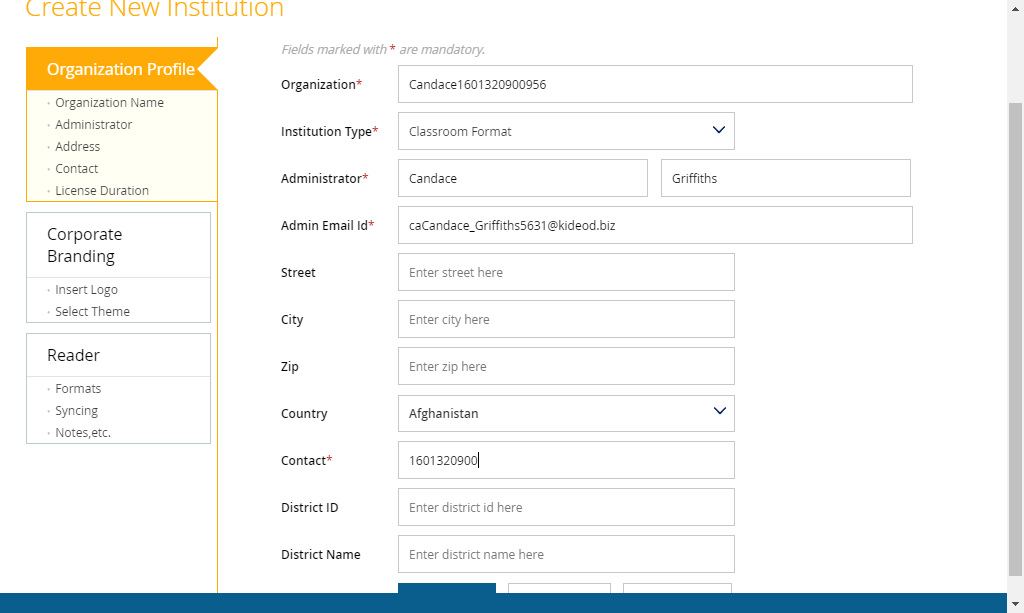 Create New Institution
Organization Profile
· Organization Name
· Administrator
· Address
· Contact
· License Duration
Corporate
Branding
· Insert Logo
· Select Theme
Reader
· Formats
· Syncing
· Notes,etc.
Fields marked with * are mandatory.
Organization* Candace1601320900956
Institution Type* Classroom Format
Administrator* Candace Griffiths
Admin Email Id* caCandace_Griffiths5631@kideod.biz
Street Enter street here
City Enter city here
Zip Enter zip here
Country Afghanistan
Contact* 1601320900
District ID Enter district id here
District Name Enter district name here